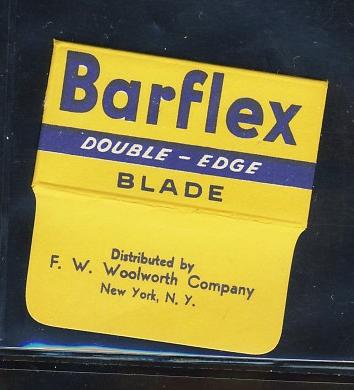 Barflex
DOUBLE - EDGE
BLADE
Distributed by
F. W. Woolworth Company
New York, N. Y.